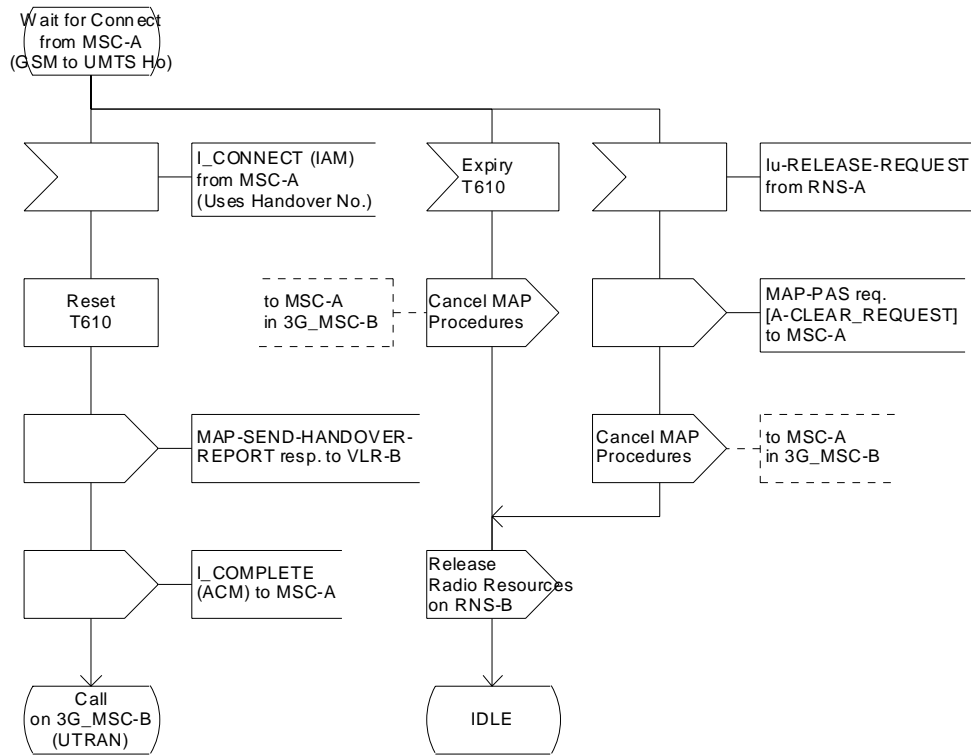 Wait for Connect
from MSC-A
(GSM to UMTS Ho)
I_CONNECT (IAM)
from MSC-A
(Uses Handover No.)
Expiry
T610
Iu-RELEASE-REQUEST
from RNS-A
Reset
T610
to MSC-A
in 3G_MSC-B
Cancel MAP
Procedures
MAP-PAS req.
[A-CLEAR_REQUEST]
to MSC-A
MAP-SEND-HANDOVER-
REPORT resp. to VLR-B
Cancel MAP
Procedures
to MSC-A
in 3G_MSC-B
I_COMPLETE
(ACM) to MSC-A
Release
Radio Resources
on RNS-B
Call
on 3G_MSC-B
(UTRAN)
IDLE